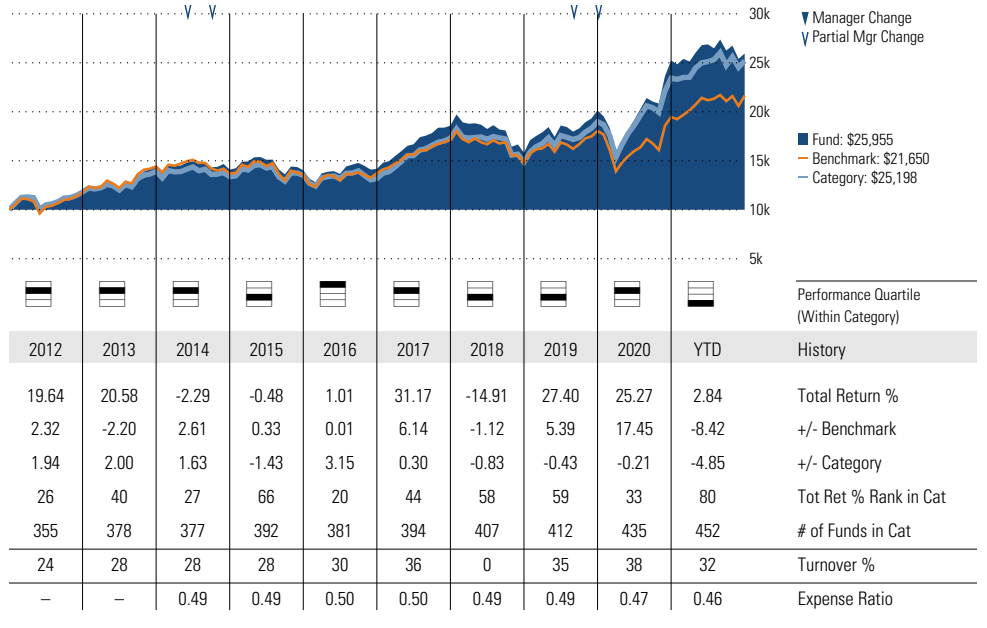 30k
Manager Change
Partial Mgr Change
25k
20k
Fund: $25,955
15k
Benchmark: $21,650
Category: $25,198
10k
5k
Performance Quartile
(Within Category)
2012 2013 2014 2015 2016 2017 2018 2019 2020 YTD History
19.64 20.58 -2.29 -0.48 1.01 31.17 -14.91 27.40 25.27 2.84 Total Return %
2.32 -2.20 2.61 0.33 0.01 6.14 -1.12 5.39 17.45 -8.42 +/- Benchmark
1.94 2.00 1.63 -1.43 3.15 0.30 -0.83 -0.43 -0.21 -4.85 +/- Category
26 40 27 66 20 44 58 59 33 80 Tot Ret % Rank in Cat
355 378 377 392 381 394 407 412 435 452 # of Funds in Cat
24 28 28 28 30 36 0 35 38 32 Turnover %
– – 0.49 0.49 0.50 0.50 0.49 0.49 0.47 0.46 Expense Ratio